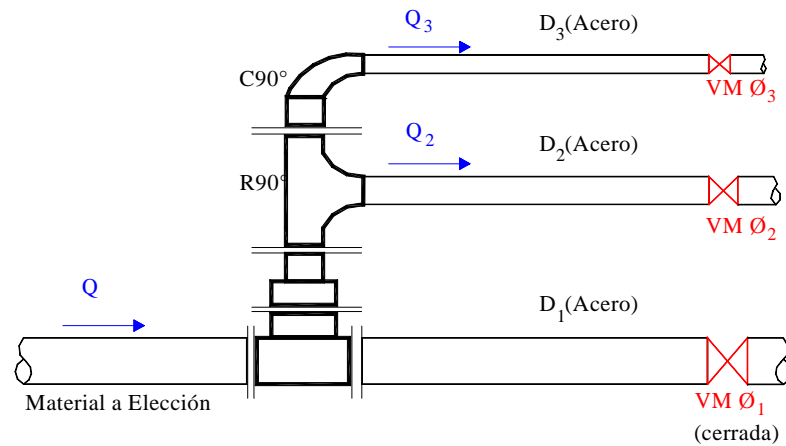 Q₃
D₃(Acero)
C90°
VM Ø₃
Q₂
D₂(Acero)
R90°
VM Ø₂
Q
D₁(Acero)
Material a Elección
VM Ø₁
(cerrada)